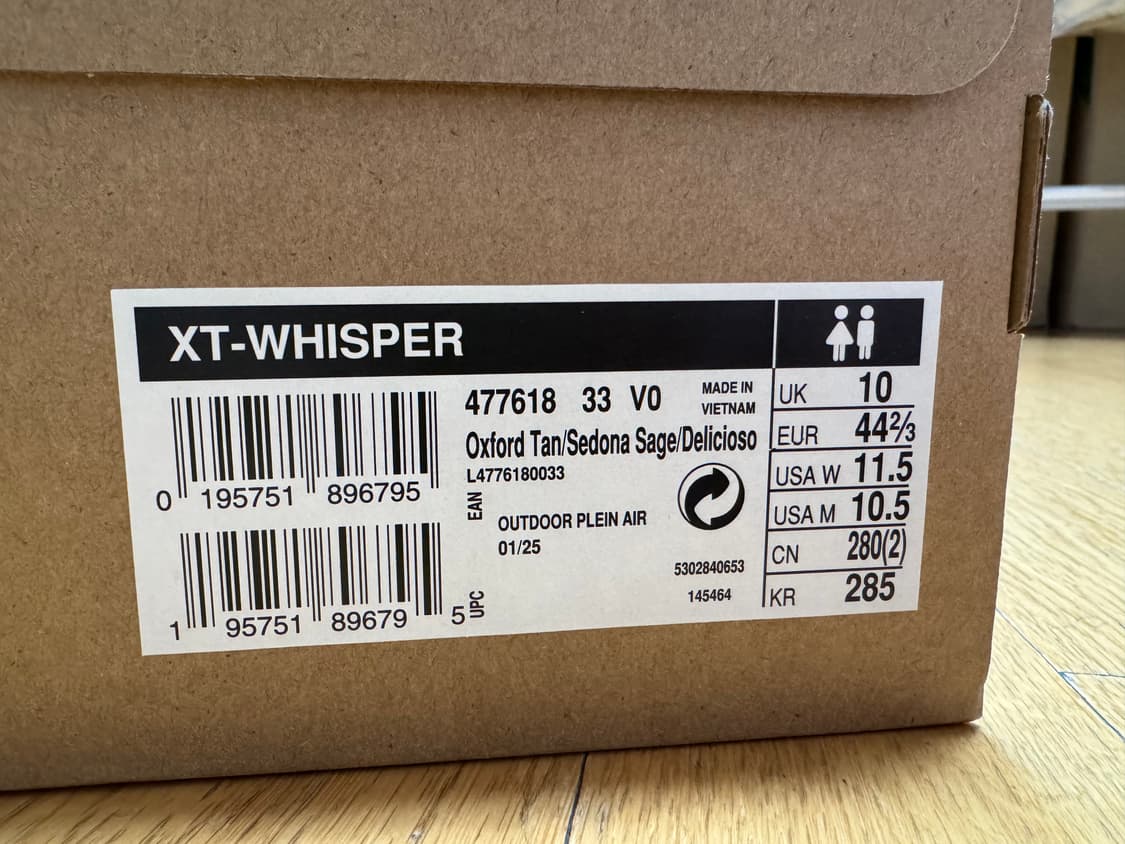 XT-WHISPER
0 195751 896795
EAN
1 95751 89679 5
UPC
477618 33 V0
MADE IN
VIETNAM
Oxford Tan/Sedona Sage/Delicioso
L4776180033
OUTDOOR PLEIN AIR
01/25
5302840653
145464
UK 10
EUR 44⅔
USA W 11.5
USA M 10.5
CN 280(2)
KR 285